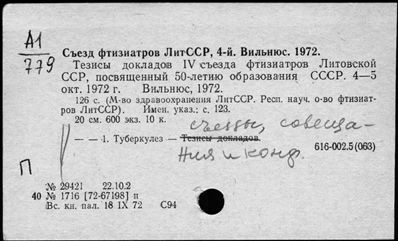 А1
779
Съезд фтизиатров ЛитССР, 4-й. Вильнюс. 1972.
Тезисы докладов IV съезда фтизиатров Литовской
ССР, посвященный 50-летию образования СССР. 4—5
окт. 1972 г. Вильнюс, 1972.
126 с. (М-во здравоохранения ЛитССР. Респ. науч. о-во фтизиат-
ров ЛитССР). Имен. указ.: с. 123.
20 см. 600 экз. 10 к.
съезды, совеща-
— — 1. Туберкулез — Тезисы докладов.
ния и конф.
616-002.5(063)
П
№ 29421 22.10.2
40 № 1716 [72-67198] п
Вс. кн. пал. 18 IX 72 С94